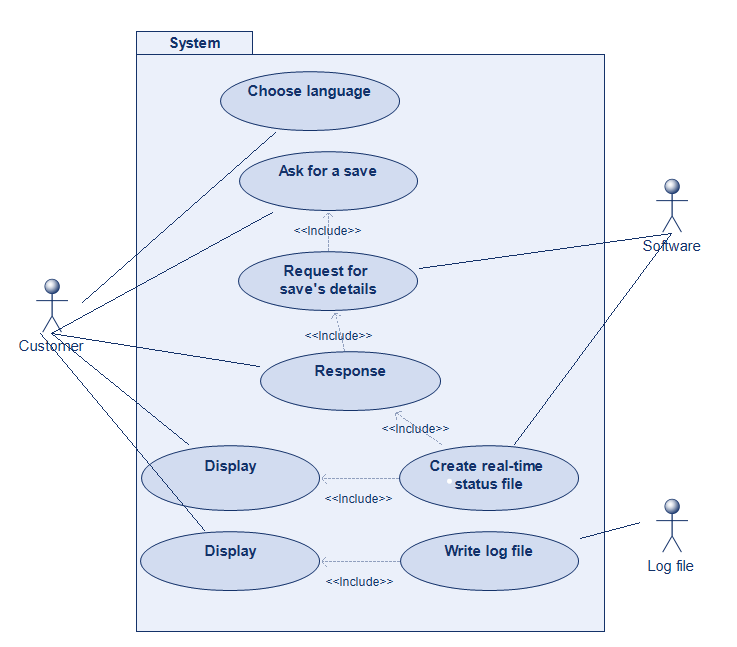 System
Choose language
Ask for a save
<<Include>>
Software
Request for
save's details
<<Include>>
Customer
Response
<<Include>>
Display
Create real-time
status file
<<Include>>
Display
Write log file
Log file
<<Include>>